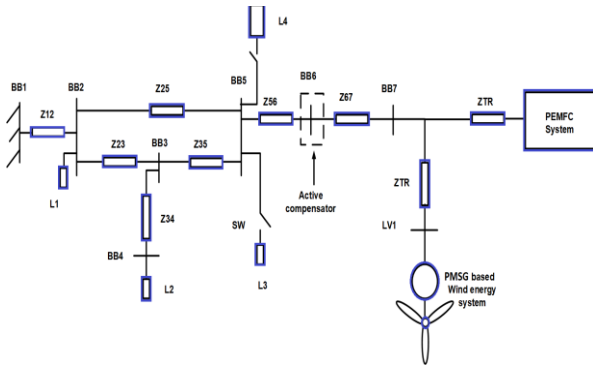 L4
BB1
BB2
Z25
BB5
BB6
Z12
Z56
Z67
BB7
ZTR
PEMFC
System
Z23
BB3
Z35
L1
Z34
Active
compensator
ZTR
SW
LV1
BB4
L2
L3
PMSG based
Wind energy
system